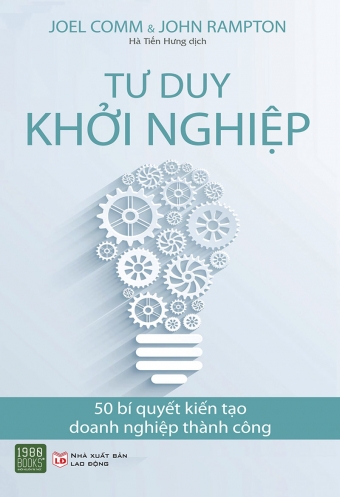 JOEL COMM & JOHN RAMPTON
Hà Tiến Hưng dịch
TƯ DUY
KHỞI NGHIỆP
50 bí quyết kiến tạo
doanh nghiệp thành công
1980
BOOKS
LD
NHÀ XUẤT BẢN
LAO ĐỘNG